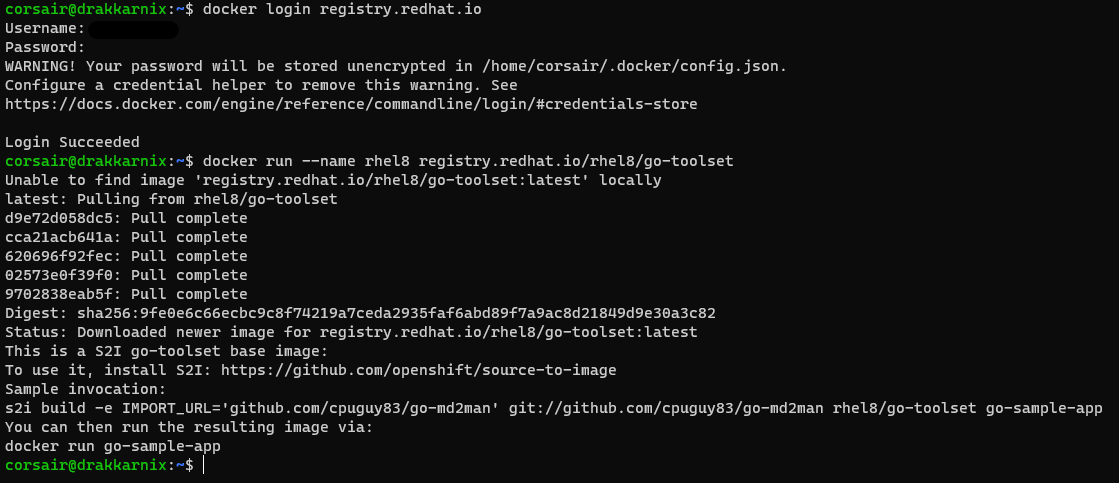 corsair@drakkarnix:~$ docker login registry.redhat.io
Username:
Password:
WARNING! Your password will be stored unencrypted in /home/corsair/.docker/config.json.
Configure a credential helper to remove this warning. See
https://docs.docker.com/engine/reference/commandline/login/#credentials-store

Login Succeeded
corsair@drakkarnix:~$ docker run --name rhel8 registry.redhat.io/rhel8/go-toolset
Unable to find image 'registry.redhat.io/rhel8/go-toolset:latest' locally
latest: Pulling from rhel8/go-toolset
d9e72d058dc5: Pull complete
cca21acb641a: Pull complete
620696f92fec: Pull complete
02573e0f39f0: Pull complete
9702838eab5f: Pull complete
Digest: sha256:9fe0e6c66ecbc9c8f74219a7ceda2935faf6abd89f7a9ac8d21849d9e30a3c82
Status: Downloaded newer image for registry.redhat.io/rhel8/go-toolset:latest
This is a S2I go-toolset base image:
To use it, install S2I: https://github.com/openshift/source-to-image
Sample invocation:
s2i build -e IMPORT_URL='github.com/cpuguy83/go-md2man' git://github.com/cpuguy83/go-md2man rhel8/go-toolset go-sample-app
You can then run the resulting image via:
docker run go-sample-app
corsair@drakkarnix:~$